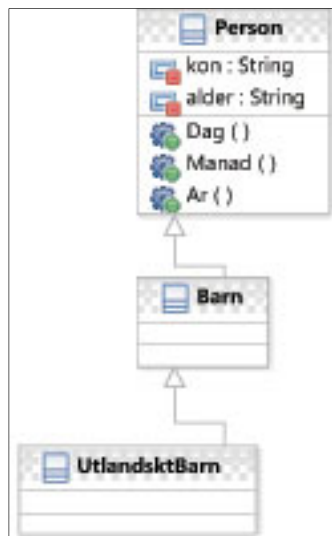 Person
kon : String
alder : String
Dag ( )
Manad ( )
Ar ( )
Barn
UtlandsktBarn